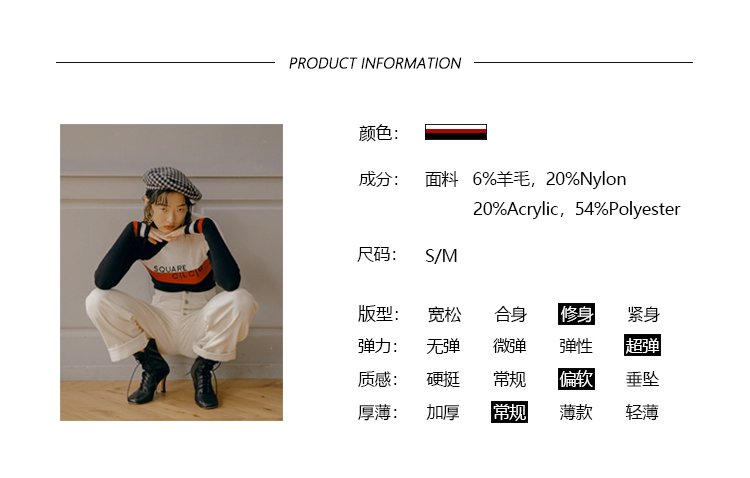 PRODUCT INFORMATION
颜色：
成分： 面料 6%羊毛，20%Nylon
20%Acrylic，54%Polyester
尺码： S/M
版型： 宽松 合身 修身 紧身
弹力： 无弹 微弹 弹性 超弹
质感： 硬挺 常规 偏软 垂坠
厚薄： 加厚 常规 薄款 轻薄
SQUARE